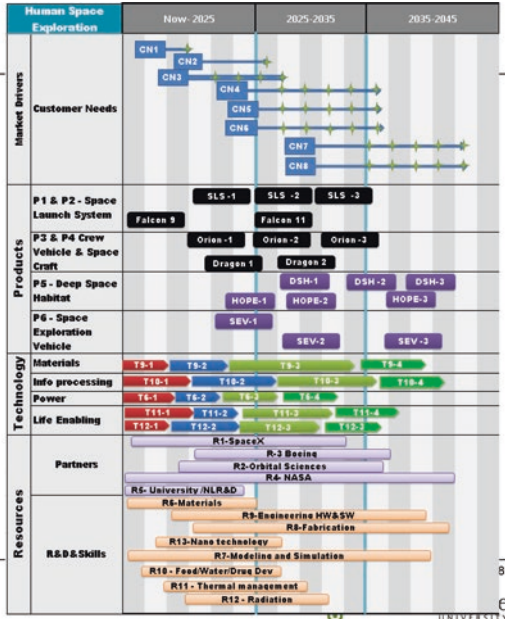 Human Space
Exploration
Now- 2025
2025-2035
2035-2045
Market Drivers
Customer Needs
CN1
CN2
CN3
CN4
CN5
CN6
CN7
CN8
Products
P1 & P2 - Space
Launch System
SLS -1
SLS -2
SLS -3
Falcon 9
Falcon 11
P3 & P4 Crew
Vehicle & Space
Craft
Orion -1
Orion -2
Orion -3
Dragon 1
Dragon 2
P5 - Deep Space
Habitat
DSH-1
DSH -2
DSH-3
HOPE-1
HOPE-2
HOPE-3
P6 - Space
Exploration
Vehicle
SEV-1
SEV-2
SEV -3
Technology
Materials
T9-1
T9-2
T9-3
T9-4
Info processing
T10-1
T10-2
T10-3
T10-4
Power
T6-1
T6-2
T6-3
T6-4
Life Enabling
T11-1
T11-2
T11-3
T11-4
T12-1
T12-2
T12-3
T12-3
Resources
Partners
R1-SpaceX
R-3 Boeing
R2-Orbital Sciences
R4- NASA
R5- University /NLR&D
R&D&Skills
R6-Materials
R9-Engineering HW&SW
R8-Fabrication
R13-Nano technology
R7-Modeling and Simulation
R10 - Food/Water/Drug Dev
R11 - Thermal management
R12 - Radiation
8
UNIVERSITY